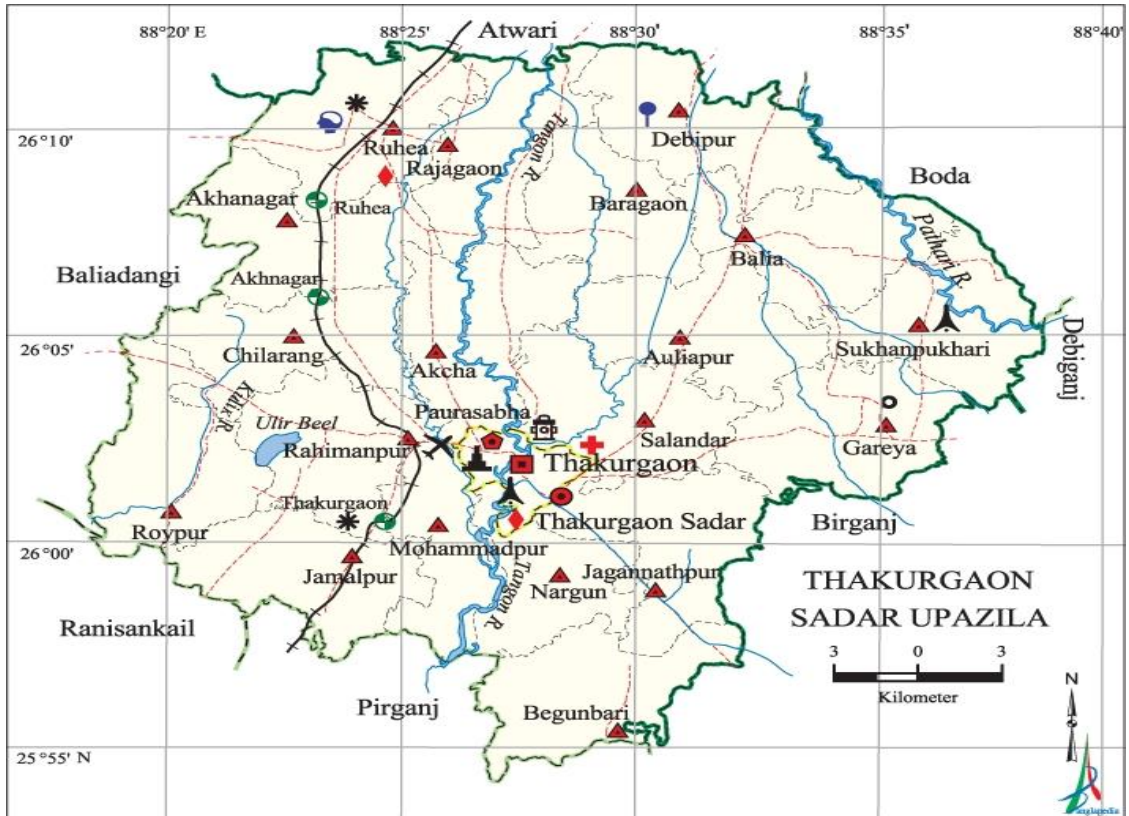 88°20' E
88°25'
Atwari
88°30'
88°35'
88°40'
26°10'
Ruhea
Rajagaon
Tangon R.
Debipur
Boda
Akhanagar
Ruhea
Baragaon
Pathari R.
Balia
Baliadangi
Akhnagar
26°05'
Chilarang
Akcha
Auliapur
Sukhanpukhari
Debiganj
Kulik R.
Ulir Beel
Paurasabha
Rahimanpur
Salandar
Gareya
Thakurgaon
Thakurgaon
Roypur
Thakurgaon Sadar
Birganj
26°00'
Mohammadpur
Jamalpur
Tangon R.
Nargun
Jagannathpur
THAKURGAON
SADAR UPAZILA
Ranisankail
3 0 3
Kilometer
N
Pirganj
Begunbari
25°55' N
Banglapedia